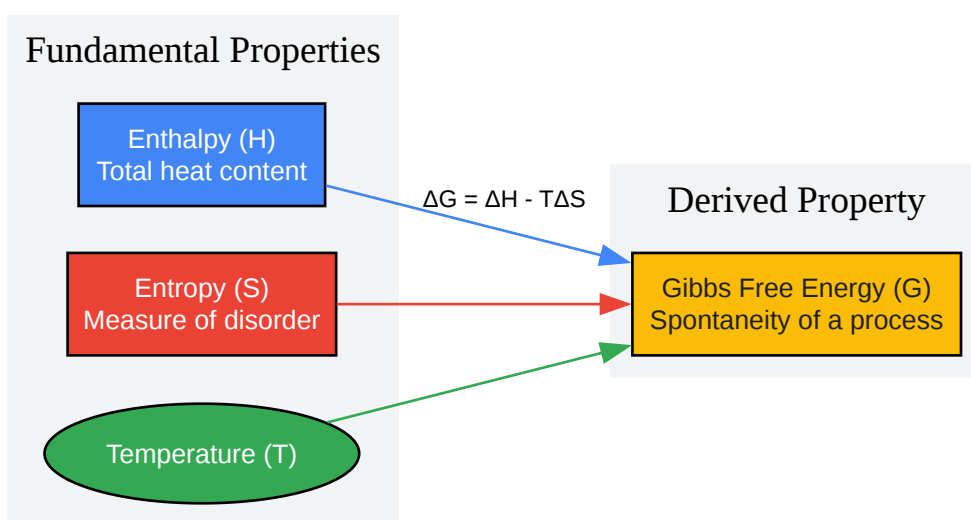 Fundamental Properties
Enthalpy (H)
Total heat content
ΔG = ΔH - TΔS
Derived Property
Entropy (S)
Measure of disorder
Gibbs Free Energy (G)
Spontaneity of a process
Temperature (T)